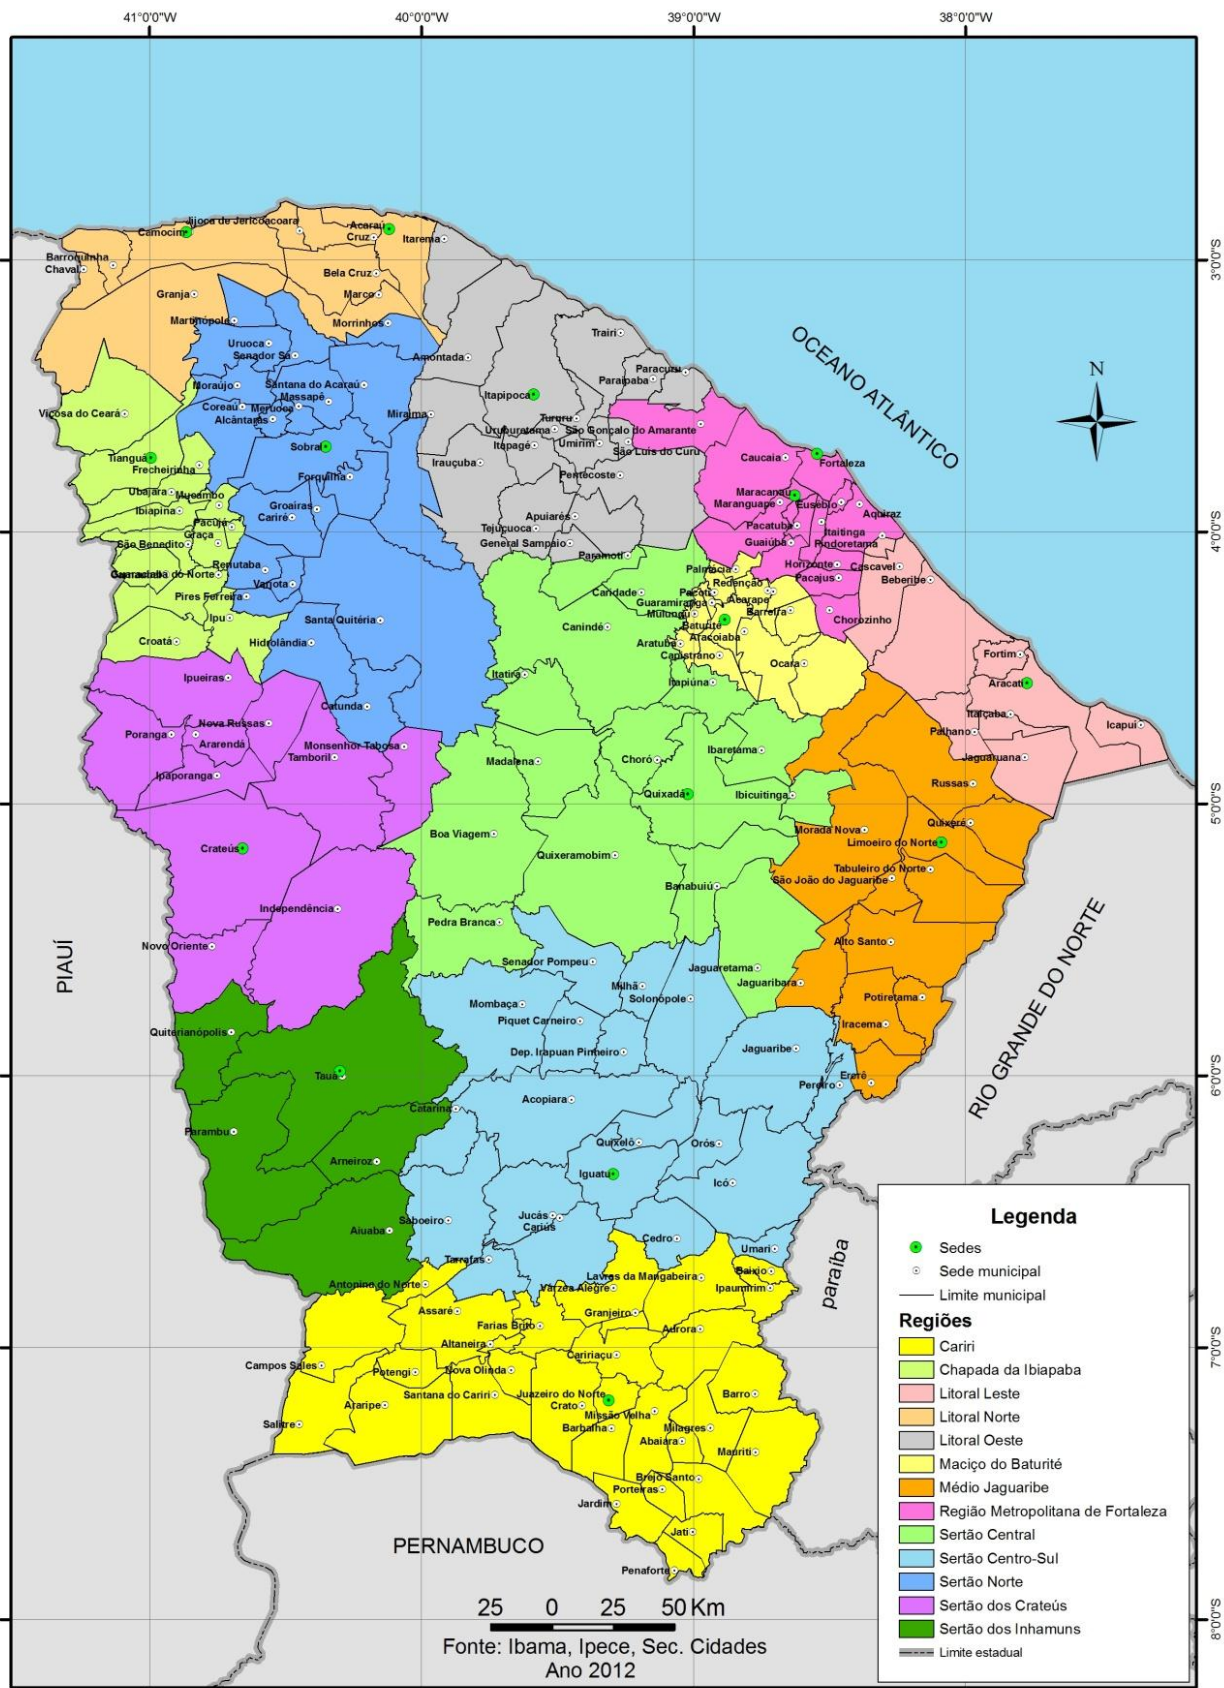 41°0'0"W
40°0'0"W
39°0'0"W
38°0'0"W
Jijoca de Jericoacoara
Camocim
Acaraú
Cruz
Itarema
Barroquinha
Chaval
Bela Cruz
3°0'0"S
Granja
Marco
Martinópole
Morrinhos
N
OCEANO ATLÂNTICO
Trairi
Uruoca
Senador Sá
Amontada
Paracuru
Paraipaba
Moraújo
Santana do Acaraú
Massapê
Itapipoca
Coreaú
Meruoca
Alcântaras
Miraíma
Viçosa do Ceará
Tururu
Uruburetama
São Gonçalo do Amarante
Itapagé
Umirim
São Luis do Curu
Sobral
Tianguá
Frecheirinha
Irauçuba
Caucaia
Fortaleza
Forquilha
Pentecoste
Ubajara
Mucambo
Maracanaú
Maranguape
Eusébio
Aquiraz
Ibiapina
Groaíras
Cariré
Pacujá
Graça
Apuiarés
Tejuçuoca
General Sampaio
Pacatuba
Itaitinga
Guaiúba
Pindoretama
4°0'0"S
São Benedito
Paramoti
Horizonte
Cascavel
Pacajus
Beberibe
Renutaba
Varjota
Palmácia
Redenção
Pires Ferreira
Caridade
Pacoti
Guaramiranga
Acarape
Mulungu
Barreira
Chorozinho
Ipu
Santa Quitéria
Canindé
Baturité
Aracoiaba
Croatá
Hidrolândia
Aratuba
Capistrano
Ocara
Fortim
Ipueiras
Itatira
Itapiúna
Aracati
Catunda
Itaiçaba
Icapuí
Nova Russas
Poranga
Ararendá
Palhano
Monsenhor Tabosa
Tamboril
Madalena
Choró
Ibaretama
Jaguaruana
Ipaporanga
Russas
Quixadá
Ibicuitinga
5°0'0"S
Boa Viagem
Morada Nova
Quixeré
Limoeiro do Norte
Crateús
Quixeramobim
Tabuleiro do Norte
São João do Jaguaribe
Banabuiú
Independência
Pedra Branca
Novo Oriente
Alto Santo
PIAUÍ
Senador Pompeu
Jaguaretama
Jaguaribara
Milhã
Solonópole
Mombaça
Potiretama
RIO GRANDE DO NORTE
Piquet Carneiro
Iracema
Quiterianópolis
Dep. Irapuan Pinheiro
Jaguaribe
Tauá
Ererê
Pereiro
6°0'0"S
Catarina
Acopiara
Parambu
Quixelô
Orós
Arneiroz
Iguatu
Icó
Aiuaba
Saboeiro
Jucás
Cariús
Cedro
Umari
Tarrafas
paraíba
Baixio
Antonina do Norte
Lavras da Mangabeira
Várzea Alegre
Ipaumirim
Assaré
Granjeiro
Farias Brito
Aurora
Altaneira
Caririaçu
7°0'0"S
Campos Sales
Potengi
Nova Olinda
Santana do Cariri
Juazeiro do Norte
Crato
Barro
Araripe
Missão Velha
Salitre
Barbalha
Milagres
Abaiara
Mauriti
Brejo Santo
Porteiras
Jardim
Jati
PERNAMBUCO
Penaforte
8°0'0"S
25 0 25 50 Km
Fonte: Ibama, Ipece, Sec. Cidades
Ano 2012
Legenda
Sedes
Sede municipal
Limite municipal
Regiões
Cariri
Chapada da Ibiapaba
Litoral Leste
Litoral Norte
Litoral Oeste
Maciço do Baturité
Médio Jaguaribe
Região Metropolitana de Fortaleza
Sertão Central
Sertão Centro-Sul
Sertão Norte
Sertão dos Crateús
Sertão dos Inhamuns
Limite estadual